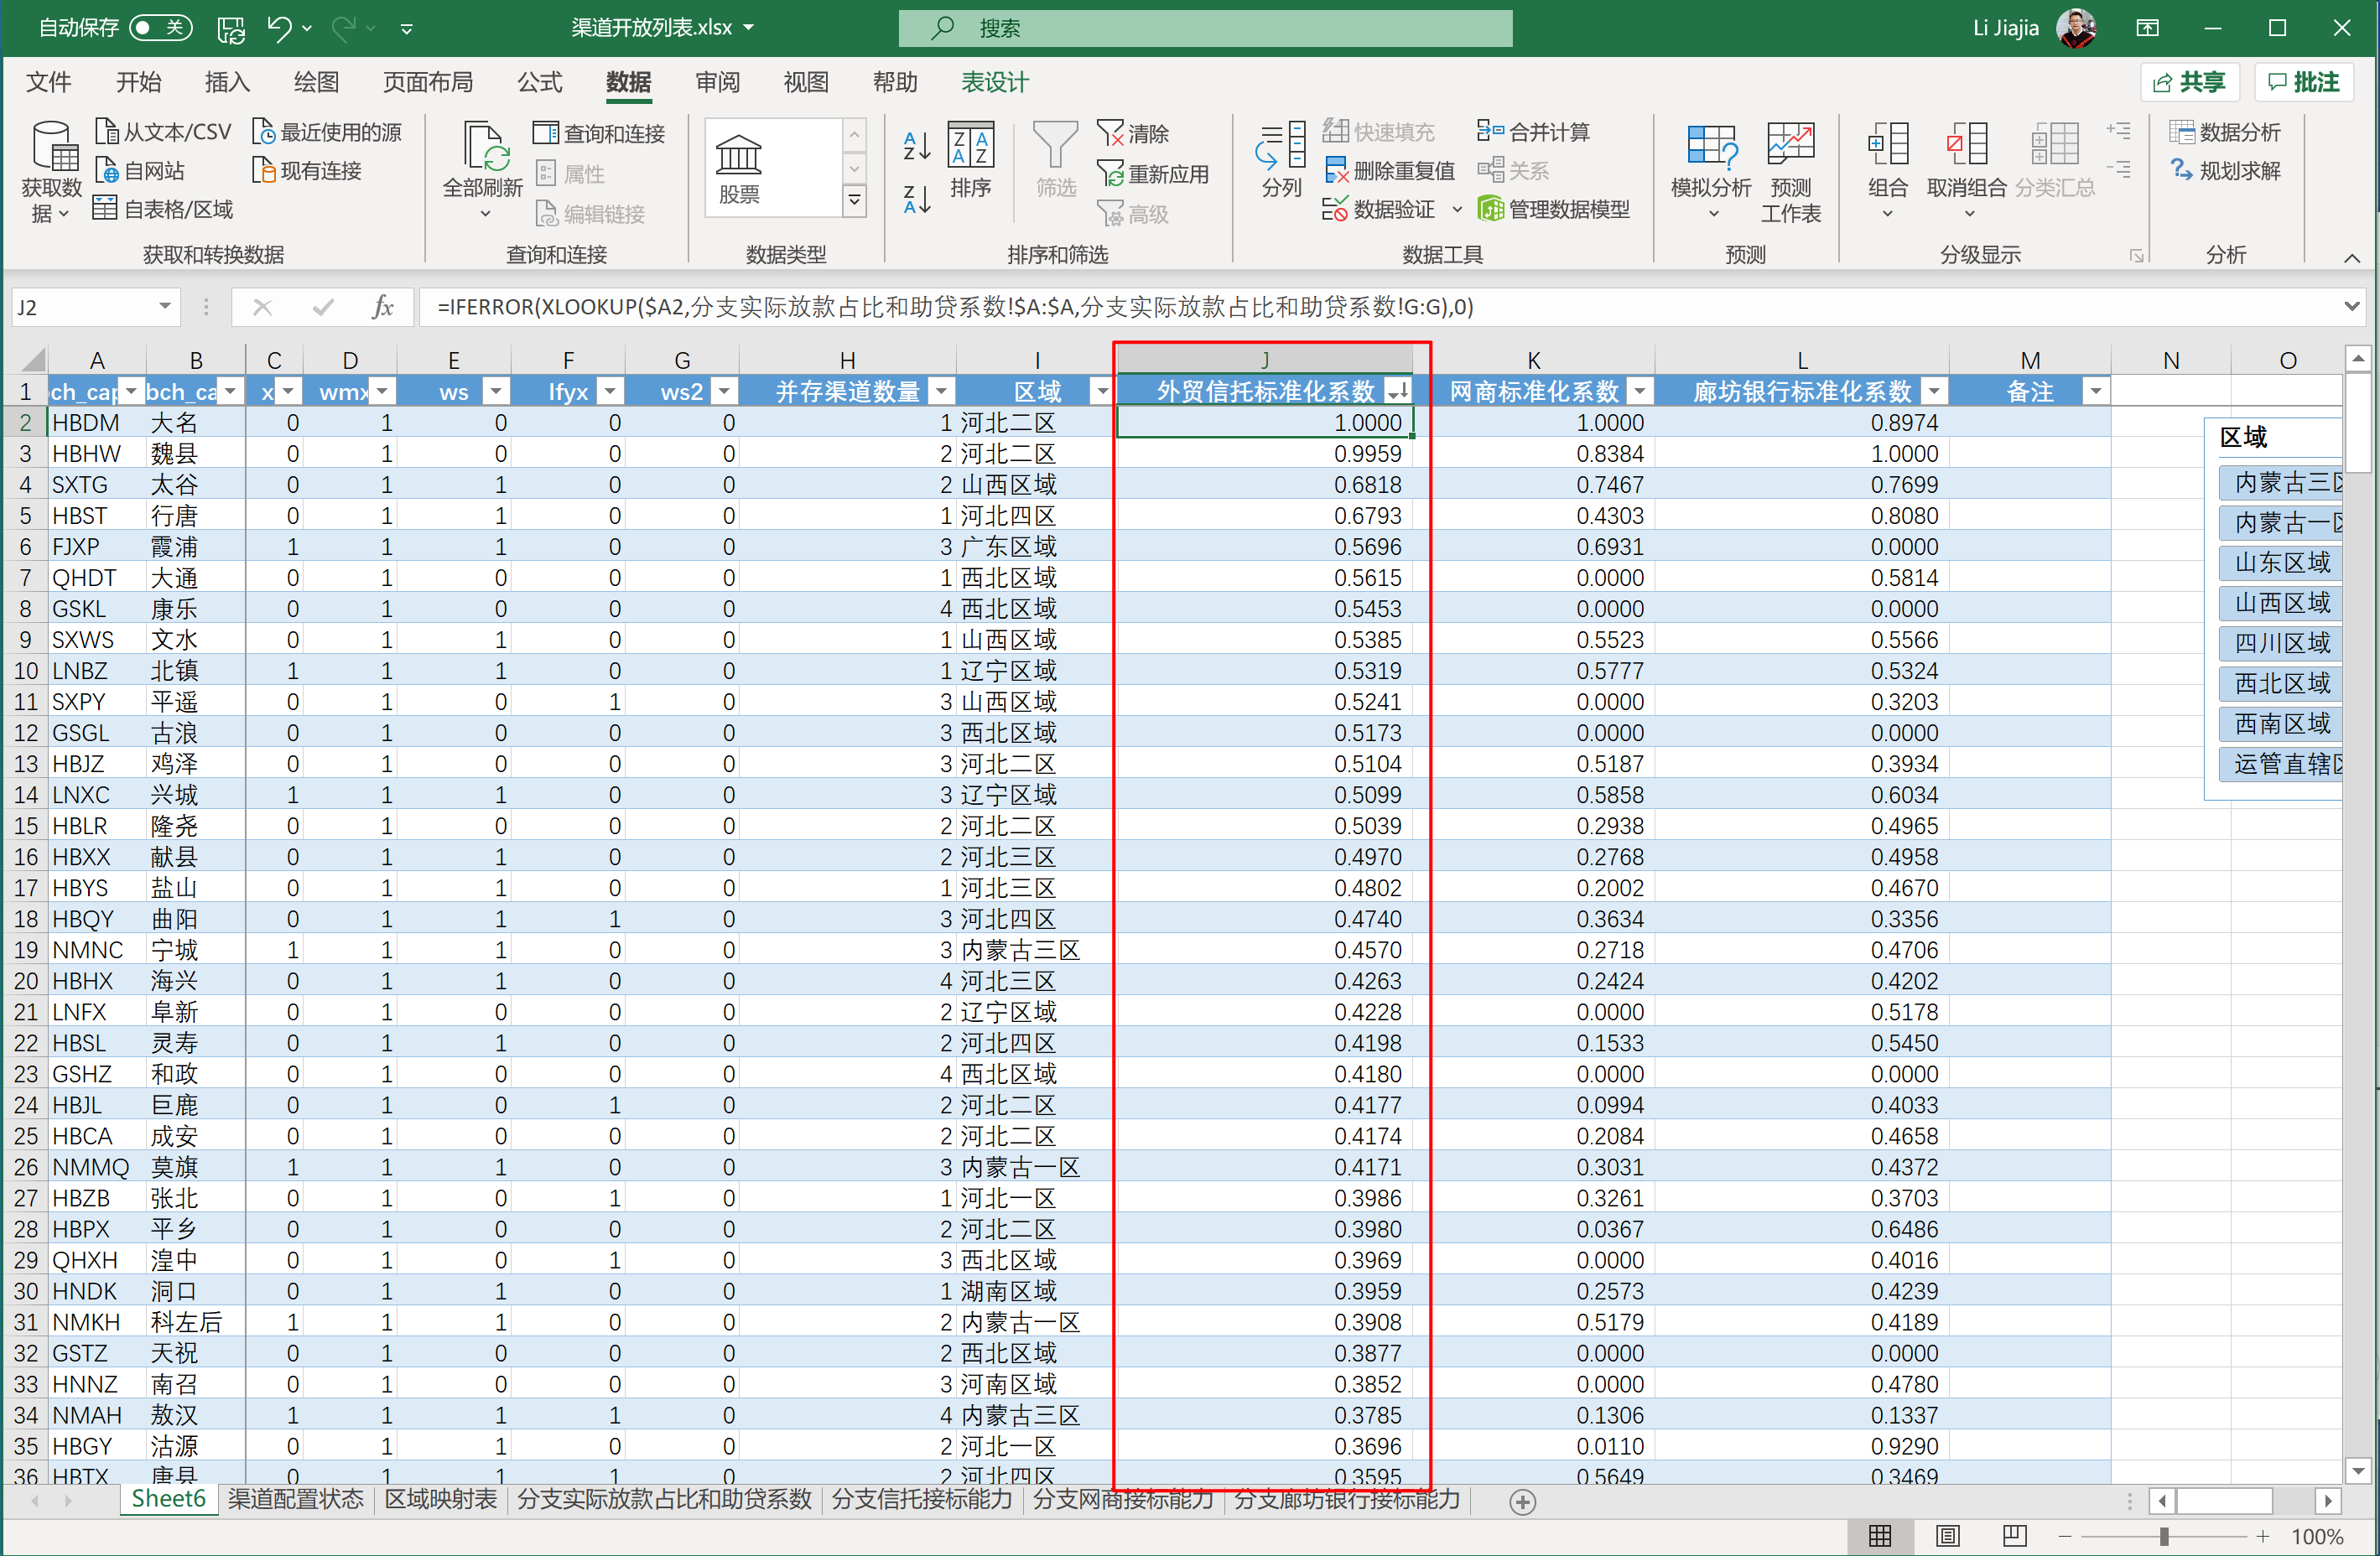 自动保存 关 渠道开放列表.xlsx 搜索 Li Jiajia
文件 开始 插入 绘图 页面布局 公式 数据 审阅 视图 帮助 表设计 共享 批注
获取数据 从文本/CSV 自网站 自表格/区域 最近使用的源 现有连接
全部刷新 查询和连接 属性 编辑链接
股票
排序 筛选 清除 重新应用 高级
分列 快速填充 删除重复值 数据验证 合并计算 关系 管理数据模型
模拟分析 预测工作表
组合 取消组合 分类汇总
数据分析 规划求解
获取和转换数据 查询和连接 数据类型 排序和筛选 数据工具 预测 分级显示 分析
J2 fx =IFERROR(XLOOKUP($A2,分支实际放款占比和助贷系数!$A:$A,分支实际放款占比和助贷系数!G:G),0)
A B C D E F G H I J K L M N O
1 ch_cap bch_ca x wmx ws lfyx ws2 并存渠道数量 区域 外贸信托标准化系数 网商标准化系数 廊坊银行标准化系数 备注
2 HBDM 大名 0 1 0 0 0 1 河北二区 1.0000 1.0000 0.8974
3 HBHW 魏县 0 1 0 0 0 2 河北二区 0.9959 0.8384 1.0000
4 SXTG 太谷 0 1 1 0 0 2 山西区域 0.6818 0.7467 0.7699
5 HBST 行唐 0 1 1 0 0 1 河北四区 0.6793 0.4303 0.8080
6 FJXP 霞浦 1 1 1 0 0 3 广东区域 0.5696 0.6931 0.0000
7 QHDT 大通 0 1 0 0 0 1 西北区域 0.5615 0.0000 0.5814
8 GSKL 康乐 0 1 0 0 0 4 西北区域 0.5453 0.0000 0.0000
9 SXWS 文水 0 1 1 0 0 1 山西区域 0.5385 0.5523 0.5566
10 LNBZ 北镇 1 1 1 0 0 1 辽宁区域 0.5319 0.5777 0.5324
11 SXPY 平遥 0 1 0 1 0 3 山西区域 0.5241 0.0000 0.3203
12 GSGL 古浪 0 1 0 0 0 3 西北区域 0.5173 0.0000 0.0000
13 HBJZ 鸡泽 0 1 0 0 0 3 河北二区 0.5104 0.5187 0.3934
14 LNXC 兴城 1 1 1 0 0 3 辽宁区域 0.5099 0.5858 0.6034
15 HBLR 隆尧 0 1 0 0 0 2 河北二区 0.5039 0.2938 0.4965
16 HBXX 献县 0 1 1 0 0 2 河北三区 0.4970 0.2768 0.4958
17 HBYS 盐山 0 1 1 0 0 1 河北三区 0.4802 0.2002 0.4670
18 HBQY 曲阳 0 1 1 1 0 3 河北四区 0.4740 0.3634 0.3356
19 NMNC 宁城 1 1 1 0 0 3 内蒙古三区 0.4570 0.2718 0.4706
20 HBHX 海兴 0 1 1 0 0 4 河北三区 0.4263 0.2424 0.4202
21 LNFX 阜新 0 1 0 0 0 2 辽宁区域 0.4228 0.0000 0.5178
22 HBSL 灵寿 0 1 1 0 0 2 河北四区 0.4198 0.1533 0.5450
23 GSHZ 和政 0 1 0 0 0 4 西北区域 0.4180 0.0000 0.0000
24 HBJL 巨鹿 0 1 0 1 0 2 河北二区 0.4177 0.0994 0.4033
25 HBCA 成安 0 1 0 0 0 2 河北二区 0.4174 0.2084 0.4658
26 NMMQ 莫旗 1 1 1 0 0 3 内蒙古一区 0.4171 0.3031 0.4372
27 HBZB 张北 0 1 0 1 0 1 河北一区 0.3986 0.3261 0.3703
28 HBPX 平乡 0 1 0 0 0 2 河北二区 0.3980 0.0367 0.6486
29 QHXH 湟中 0 1 0 1 0 3 西北区域 0.3969 0.0000 0.4016
30 HNDK 洞口 0 1 1 0 0 1 湖南区域 0.3959 0.2573 0.4239
31 NMKH 科左后 1 1 1 0 0 2 内蒙古一区 0.3908 0.5179 0.4189
32 GSTZ 天祝 0 1 0 0 0 2 西北区域 0.3877 0.0000 0.0000
33 HNNZ 南召 0 1 0 0 0 3 河南区域 0.3852 0.0000 0.4780
34 NMAH 敖汉 1 1 1 1 0 4 内蒙古三区 0.3785 0.1306 0.1337
35 HBGY 沽源 0 1 1 0 0 2 河北一区 0.3696 0.0110 0.9290
36 HBTX 唐县 0 1 1 1 0 2 河北四区 0.3595 0.5649 0.3469
区域
内蒙古三区
内蒙古一区
山东区域
山西区域
四川区域
西北区域
西南区域
运管直辖区
Sheet6 渠道配置状态 区域映射表 分支实际放款占比和助贷系数 分支信托接标能力 分支网商接标能力 分支廊坊银行接标能力
100%